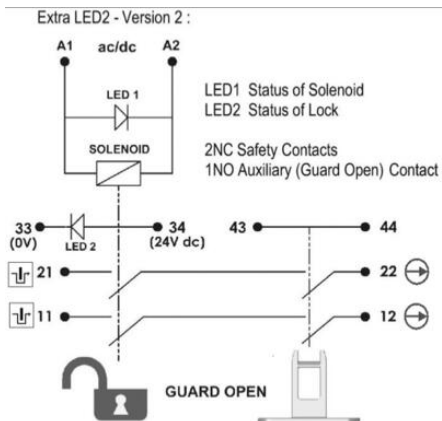 Extra LED2 - Version 2 :
A1 ac/dc A2
LED 1
LED1 Status of Solenoid
LED2 Status of Lock
SOLENOID
2NC Safety Contacts
1NO Auxiliary (Guard Open) Contact
33 34 43 44
(0V) LED 2 (24V dc)
21 22
11 12
GUARD OPEN